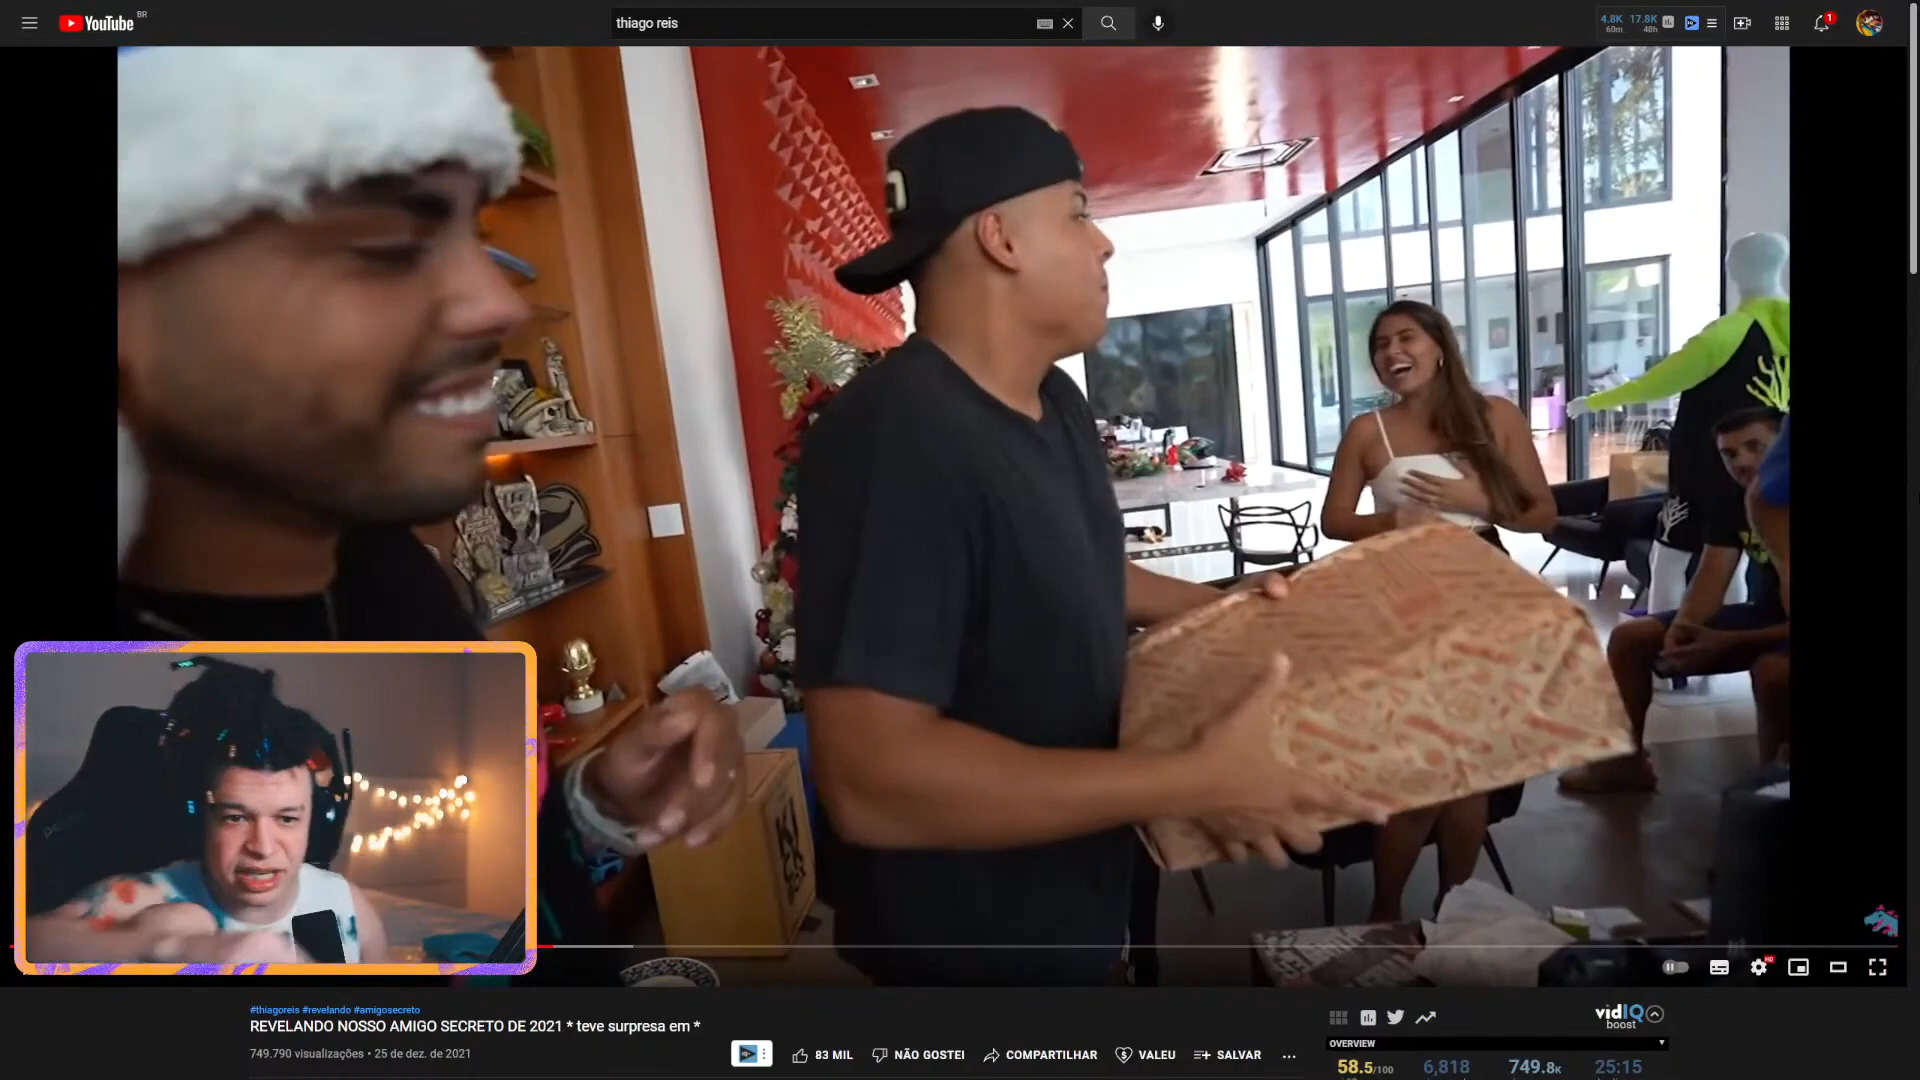 YouTube BR
thiago reis
4.8K 17.8K
60m 48h
1
HD
#thiagoreis #revelando #amigosecreto
REVELANDO NOSSO AMIGO SECRETO DE 2021 * teve surpresa em *
749.790 visualizações • 25 de dez. de 2021
83 MIL
NÃO GOSTEI
COMPARTILHAR
VALEU
SALVAR
...
vidIQ
boost
OVERVIEW
58.5/100
6,818
749.8K
25:15